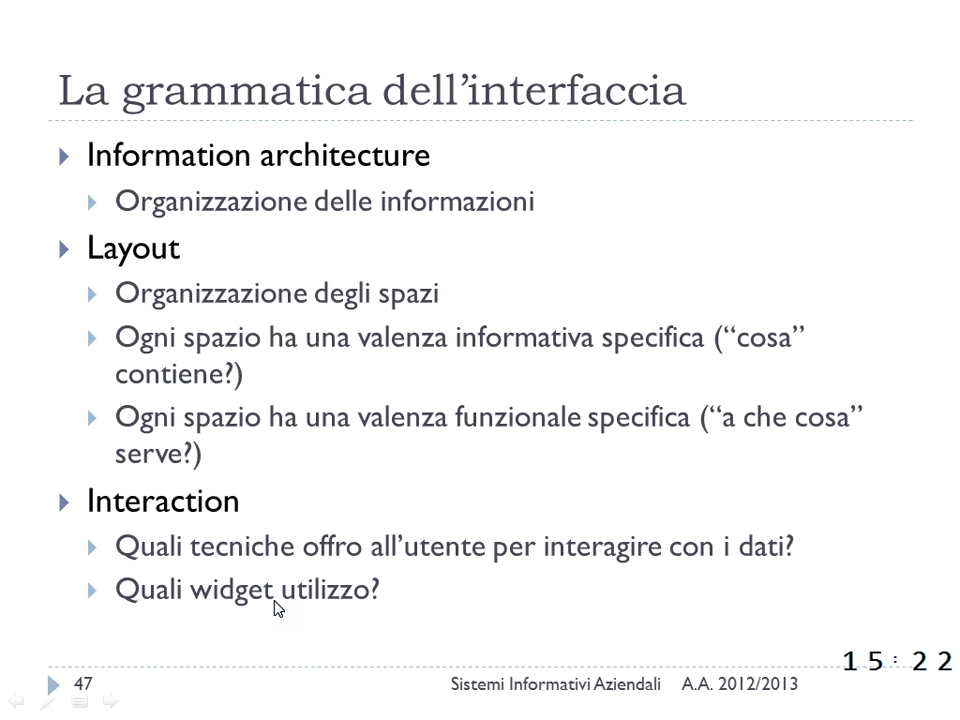 La grammatica dell’interfaccia
Information architecture
Organizzazione delle informazioni
Layout
Organizzazione degli spazi
Ogni spazio ha una valenza informativa specifica (“cosa”
contiene?)
Ogni spazio ha una valenza funzionale specifica (“a che cosa”
serve?)
Interaction
Quali tecniche offro all’utente per interagire con i dati?
Quali widget utilizzo?
15:22
47 Sistemi Informativi Aziendali A.A. 2012/2013